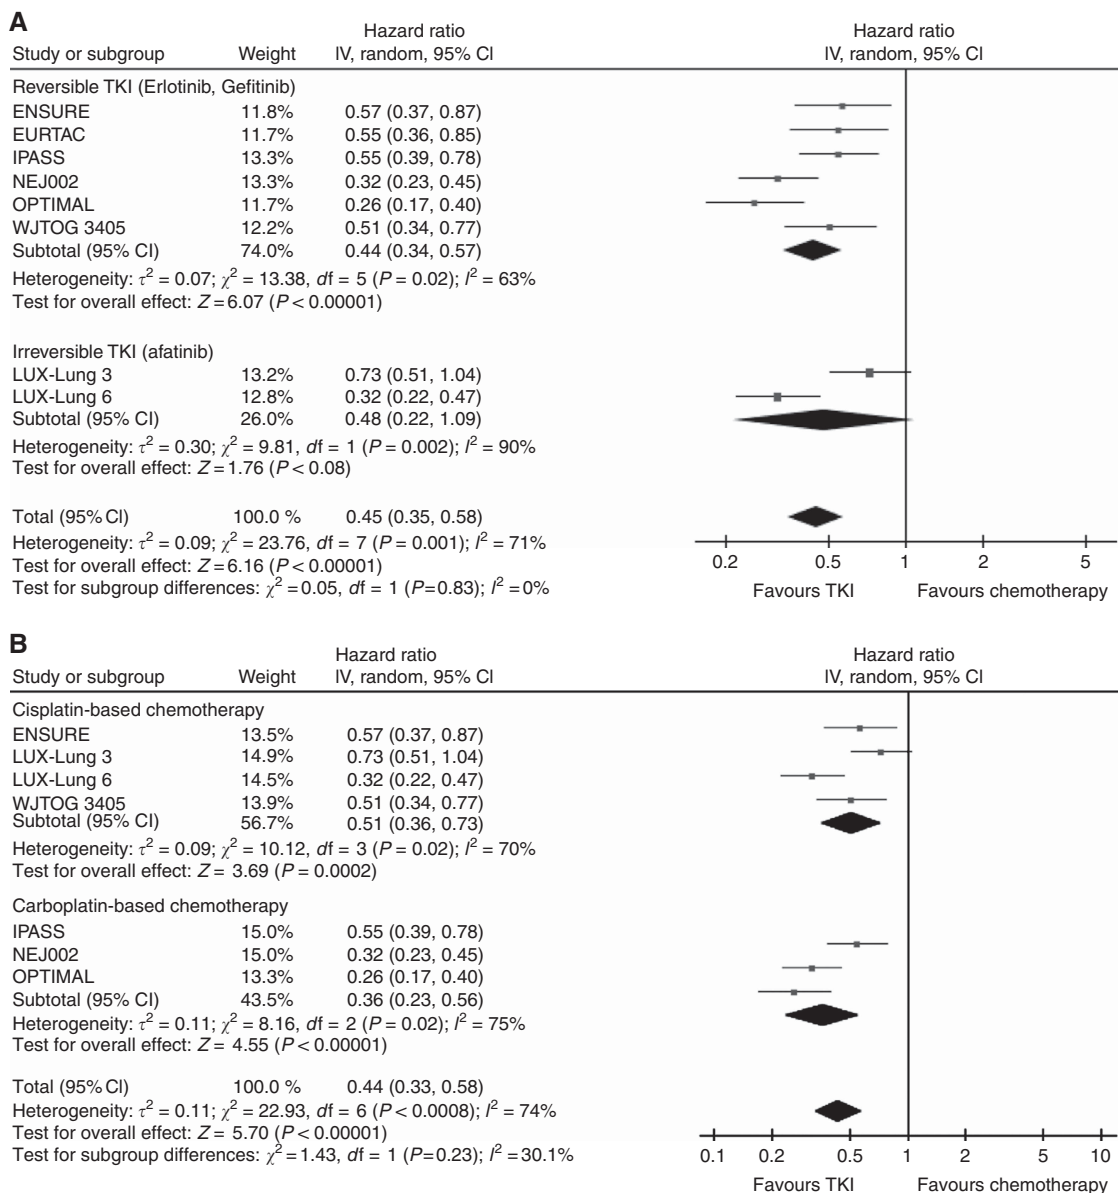 A
Hazard ratio Hazard ratio
Study or subgroup Weight IV, random, 95% CI IV, random, 95% CI
Reversible TKI (Erlotinib, Gefitinib)
ENSURE 11.8% 0.57 (0.37, 0.87)
EURTAC 11.7% 0.55 (0.36, 0.85)
IPASS 13.3% 0.55 (0.39, 0.78)
NEJ002 13.3% 0.32 (0.23, 0.45)
OPTIMAL 11.7% 0.26 (0.17, 0.40)
WJTOG 3405 12.2% 0.51 (0.34, 0.77)
Subtotal (95% CI) 74.0% 0.44 (0.34, 0.57)
Heterogeneity: τ² = 0.07; χ² = 13.38, df = 5 (P = 0.02); I² = 63%
Test for overall effect: Z = 6.07 (P < 0.00001)
Irreversible TKI (afatinib)
LUX-Lung 3 13.2% 0.73 (0.51, 1.04)
LUX-Lung 6 12.8% 0.32 (0.22, 0.47)
Subtotal (95% CI) 26.0% 0.48 (0.22, 1.09)
Heterogeneity: τ² = 0.30; χ² = 9.81, df = 1 (P = 0.002); I² = 90%
Test for overall effect: Z = 1.76 (P < 0.08)
Total (95% CI) 100.0 % 0.45 (0.35, 0.58)
Heterogeneity: τ² = 0.09; χ² = 23.76, df = 7 (P = 0.001); I² = 71%
Test for overall effect: Z = 6.16 (P < 0.00001)
Test for subgroup differences: χ² = 0.05, df = 1 (P=0.83); I² = 0%
0.2 0.5 1 2 5
Favours TKI Favours chemotherapy
B
Hazard ratio Hazard ratio
Study or subgroup Weight IV, random, 95% CI IV, random, 95% CI
Cisplatin-based chemotherapy
ENSURE 13.5% 0.57 (0.37, 0.87)
LUX-Lung 3 14.9% 0.73 (0.51, 1.04)
LUX-Lung 6 14.5% 0.32 (0.22, 0.47)
WJTOG 3405 13.9% 0.51 (0.34, 0.77)
Subtotal (95% CI) 56.7% 0.51 (0.36, 0.73)
Heterogeneity: τ² = 0.09; χ² = 10.12, df = 3 (P = 0.02); I² = 70%
Test for overall effect: Z = 3.69 (P = 0.0002)
Carboplatin-based chemotherapy
IPASS 15.0% 0.55 (0.39, 0.78)
NEJ002 15.0% 0.32 (0.23, 0.45)
OPTIMAL 13.3% 0.26 (0.17, 0.40)
Subtotal (95% CI) 43.5% 0.36 (0.23, 0.56)
Heterogeneity: τ² = 0.11; χ² = 8.16, df = 2 (P = 0.02); I² = 75%
Test for overall effect: Z = 4.55 (P < 0.00001)
Total (95% CI) 100.0 % 0.44 (0.33, 0.58)
Heterogeneity: τ² = 0.11; χ² = 22.93, df = 6 (P < 0.0008); I² = 74%
Test for overall effect: Z = 5.70 (P < 0.00001)
Test for subgroup differences: χ² = 1.43, df = 1 (P=0.23); I² = 30.1%
0.1 0.2 0.5 1 2 5 10
Favours TKI Favours chemotherapy